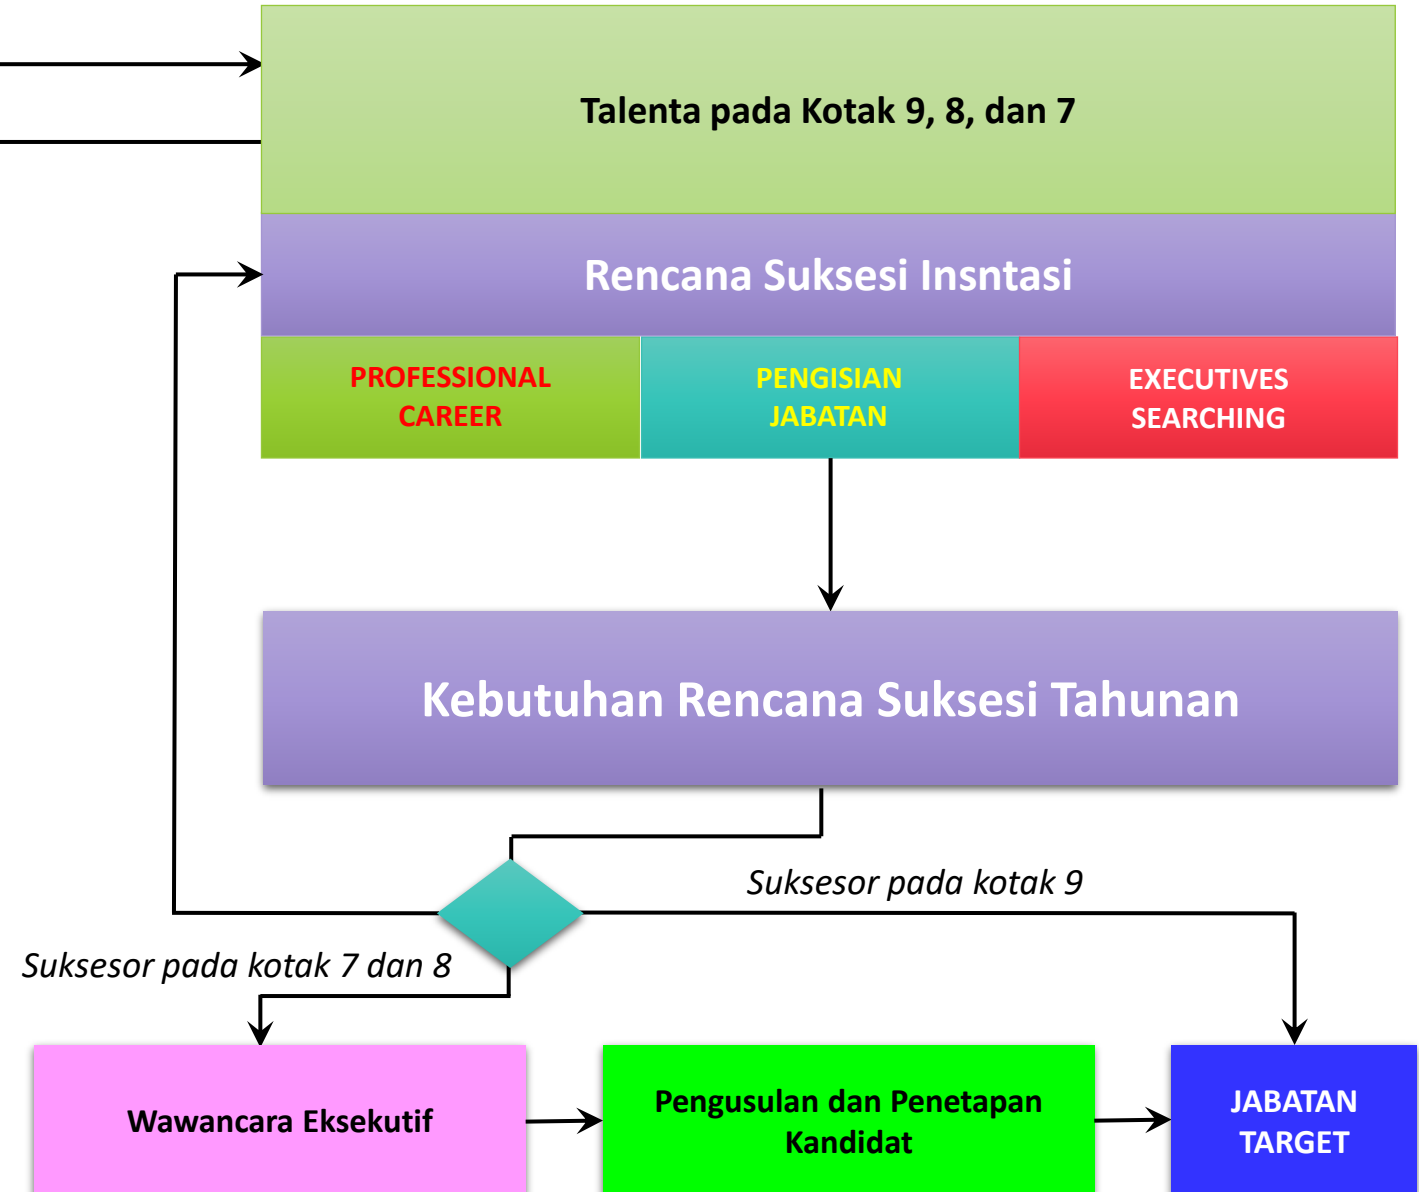 Talenta pada Kotak 9, 8, dan 7
Rencana Suksesi Insntasi
PROFESSIONAL
CAREER
PENGISIAN
JABATAN
EXECUTIVES
SEARCHING
Kebutuhan Rencana Suksesi Tahunan
Suksesor pada kotak 9
Suksesor pada kotak 7 dan 8
Wawancara Eksekutif
Pengusulan dan Penetapan
Kandidat
JABATAN
TARGET